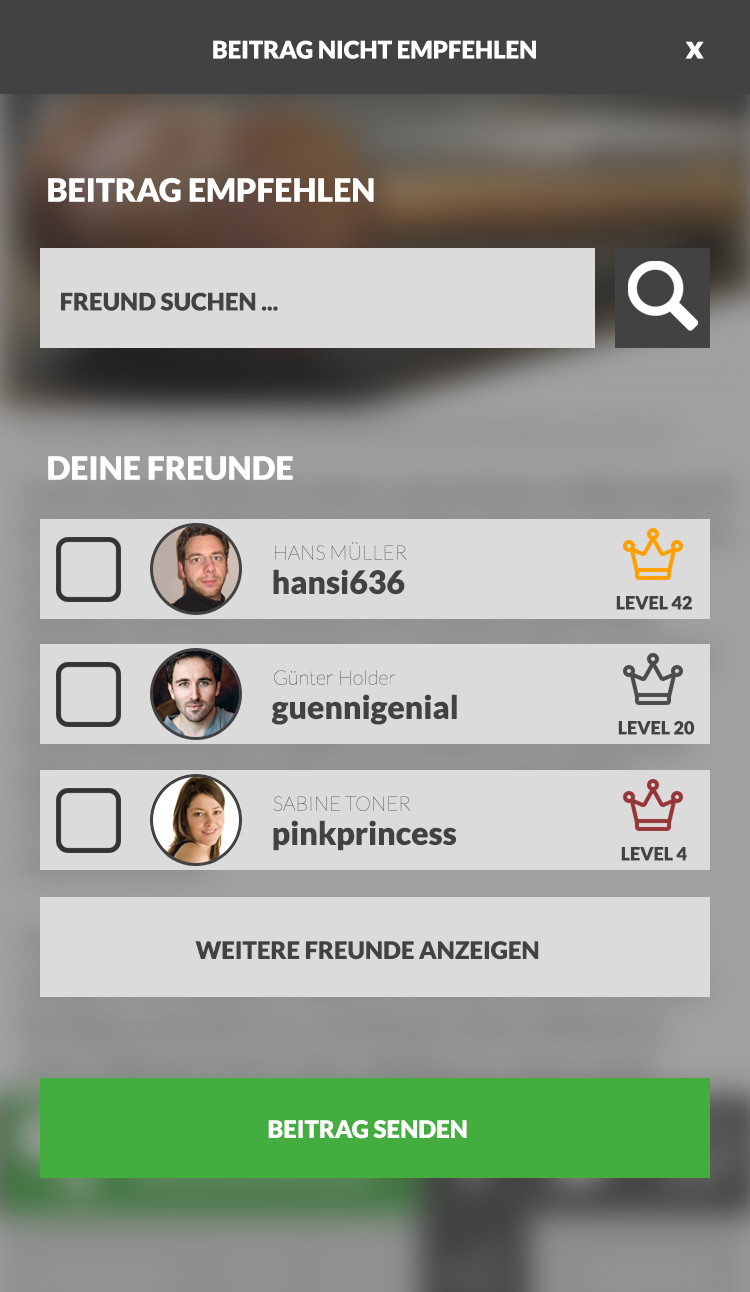 BEITRAG NICHT EMPFEHLEN X
BEITRAG EMPFEHLEN
FREUND SUCHEN ...
DEINE FREUNDE
HANS MÜLLER
hansi636
LEVEL 42
Günter Holder
guennigenial
LEVEL 20
SABINE TONER
pinkprincess
LEVEL 4
WEITERE FREUNDE ANZEIGEN
BEITRAG SENDEN